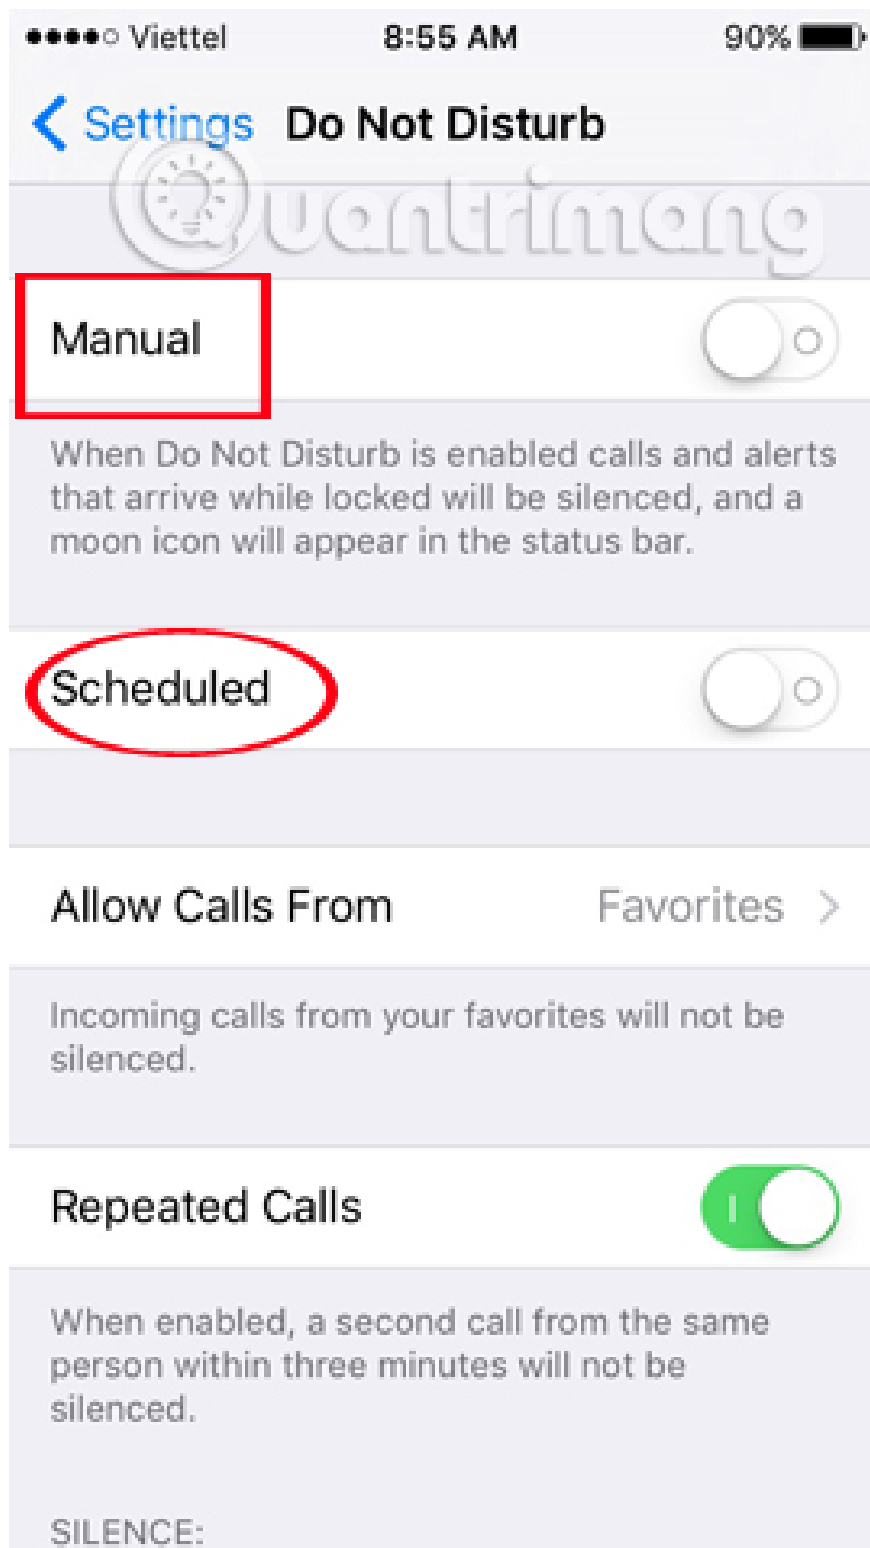 Viettel 8:55 AM 90%
Settings Do Not Disturb
Quantrimang
Manual
When Do Not Disturb is enabled calls and alerts
that arrive while locked will be silenced, and a
moon icon will appear in the status bar.
Scheduled
Allow Calls From Favorites
Incoming calls from your favorites will not be
silenced.
Repeated Calls
When enabled, a second call from the same
person within three minutes will not be
silenced.
SILENCE: